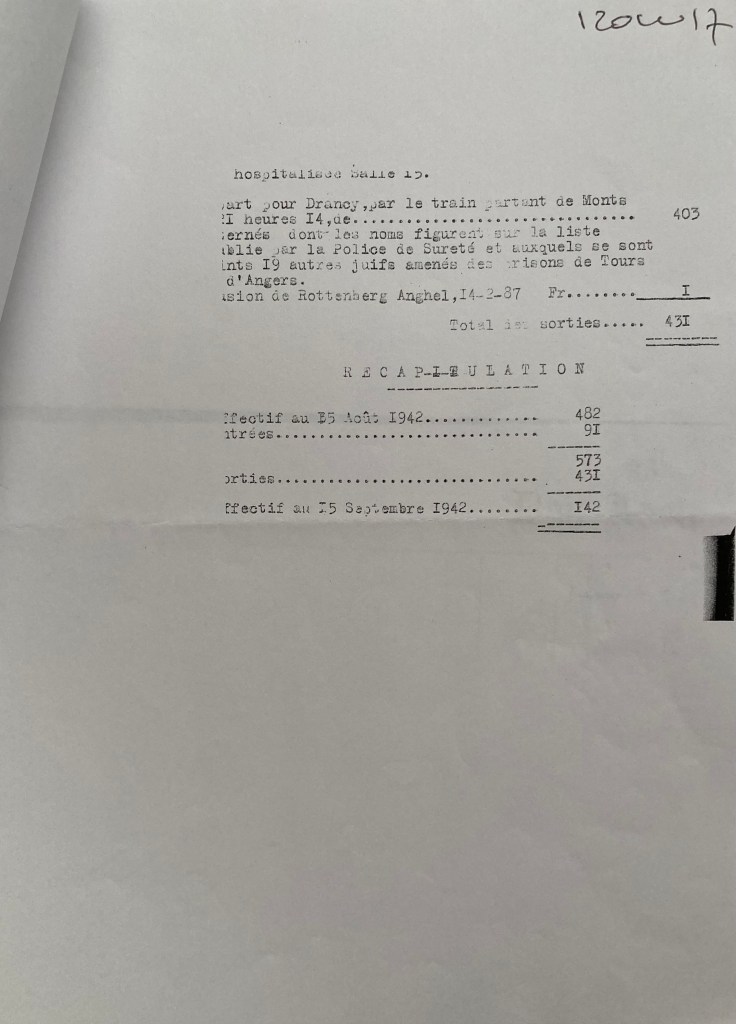 120W17
hospitalisée Salle 15.
art pour Drancy,par le train partant de Monts
I heures I4,de................................... 403
ernés dont les noms figurent sur la liste
blie par la Police de Sureté et auxquels se sont
nts I9 autres juifs amenés des prisons de Tours
d'Angers.
sion de Rottenberg Anghel,I4-2-87 Fr......... I
Total des sorties..... 43I
RECAPITULATION
ffectif au I5 Août I942............. 482
trées.............................. 9I
573
orties.............................. 43I
ffectif au I5 Septembre I942........ I42